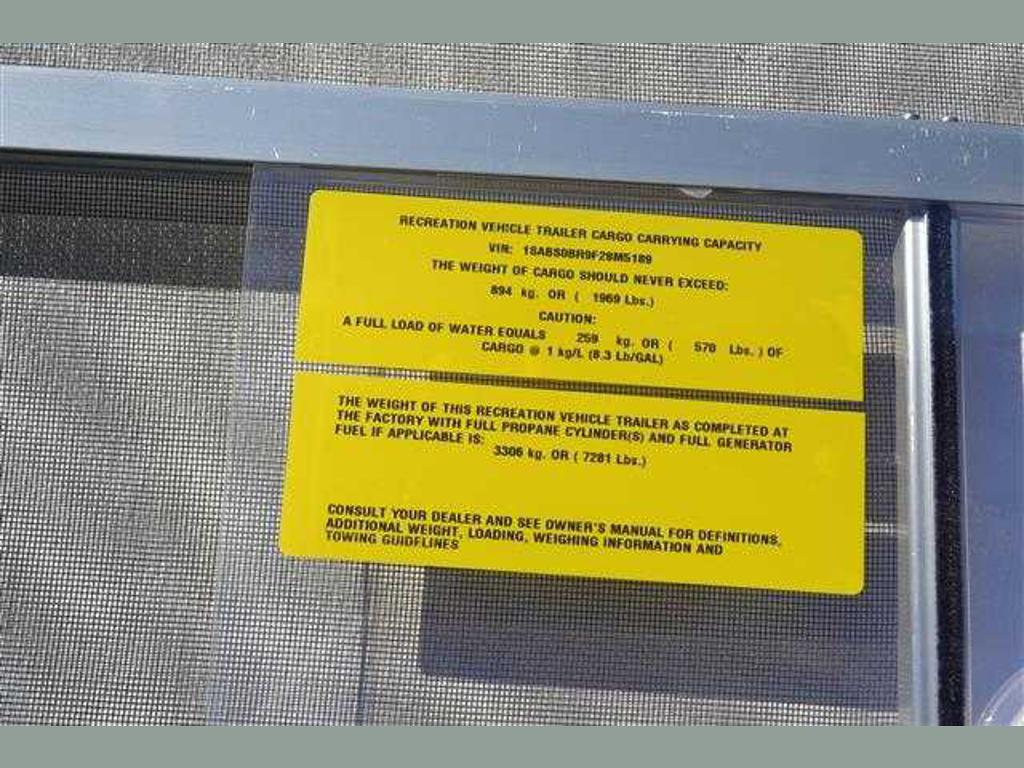 RECREATION VEHICLE TRAILER CARGO CARRYING CAPACITY
VIN: 1SABS0BR9F28M5189
THE WEIGHT OF CARGO SHOULD NEVER EXCEED:
894 kg. OR ( 1969 Lbs.)
CAUTION:
A FULL LOAD OF WATER EQUALS 259 kg. OR ( 570 Lbs. ) OF
CARGO @ 1 kg/L (8.3 Lb/GAL)
THE WEIGHT OF THIS RECREATION VEHICLE TRAILER AS COMPLETED AT
THE FACTORY WITH FULL PROPANE CYLINDER(S) AND FULL GENERATOR
FUEL IF APPLICABLE IS:
3306 kg. OR ( 7281 Lbs.)
CONSULT YOUR DEALER AND SEE OWNER'S MANUAL FOR DEFINITIONS,
ADDITIONAL WEIGHT, LOADING, WEIGHING INFORMATION AND
TOWING GUIDFLINES